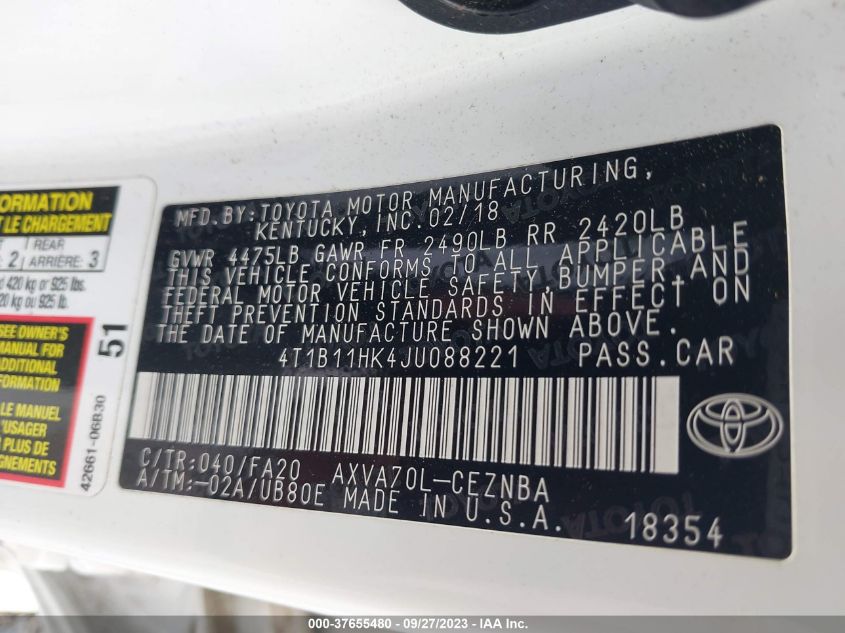 FORMATION
T LE CHARGEMENT
2 | REAR
ARRIÈRE: 3
420 kg or 925 lbs.
420 kg ou 925 lb.
SEE OWNER'S
MANUAL FOR
ADDITIONAL
INFORMATION
LE MANUEL
USAGER
PLUS DE
51
42661-06B30
MFD. BY: TOYOTA MOTOR MANUFACTURING,
KENTUCKY, INC. 02/18
GVWR 4475LB GAWR FR 2490LB RR 2420LB
THIS VEHICLE CONFORMS TO ALL APPLICABLE
FEDERAL MOTOR VEHICLE SAFETY, BUMPER, AND
THEFT PREVENTION STANDARDS IN EFFECT ON
THE DATE OF MANUFACTURE SHOWN ABOVE.
4T1B11HK4JU088221 PASS. CAR
C/TR: 040/FA20 AXVA70L-CEZNBA
A/TM: -02A/UB80E MADE IN U.S.A.
18354
000-37655480 - 09/27/2023 - IAA Inc.